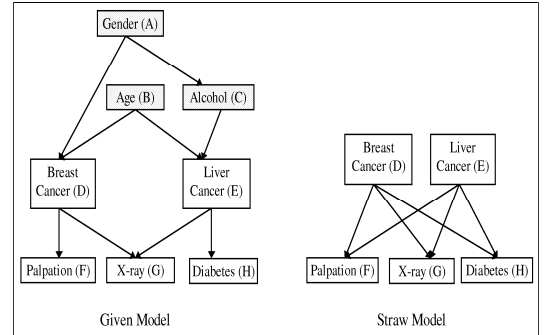 Gender (A)
Age (B)
Alcohol (C)
Breast
Cancer (D)
Liver
Cancer (E)
Palpation (F)
X-ray (G)
Diabetes (H)
Given Model
Breast
Cancer (D)
Liver
Cancer (E)
Palpation (F)
X-ray (G)
Diabetes (H)
Straw Model